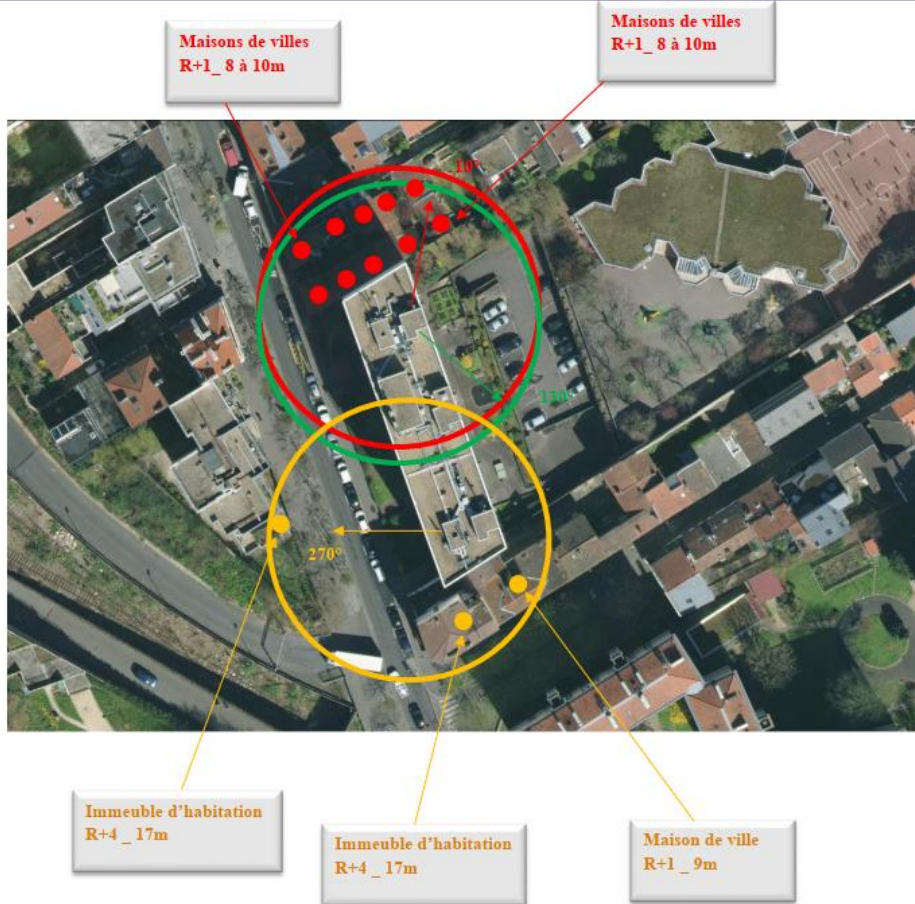 Maisons de villes
R+1_ 8 à 10m
Maisons de villes
R+1_ 8 à 10m
10°
130°
270°
Immeuble d'habitation
R+4 _ 17m
Immeuble d'habitation
R+4 _ 17m
Maison de ville
R+1 _ 9m